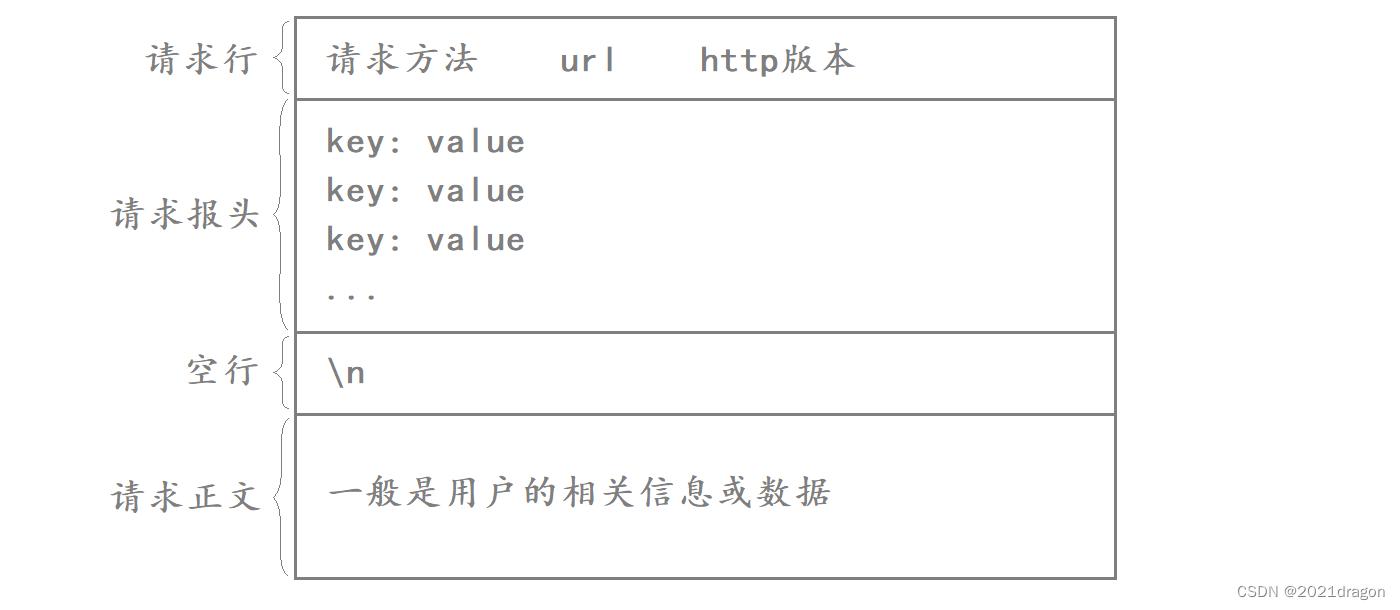 请求行 请求方法 url http版本
key: value
key: value
请求报头
key: value
...
空行 \n
请求正文 一般是用户的相关信息或数据
CSDN @2021dragon